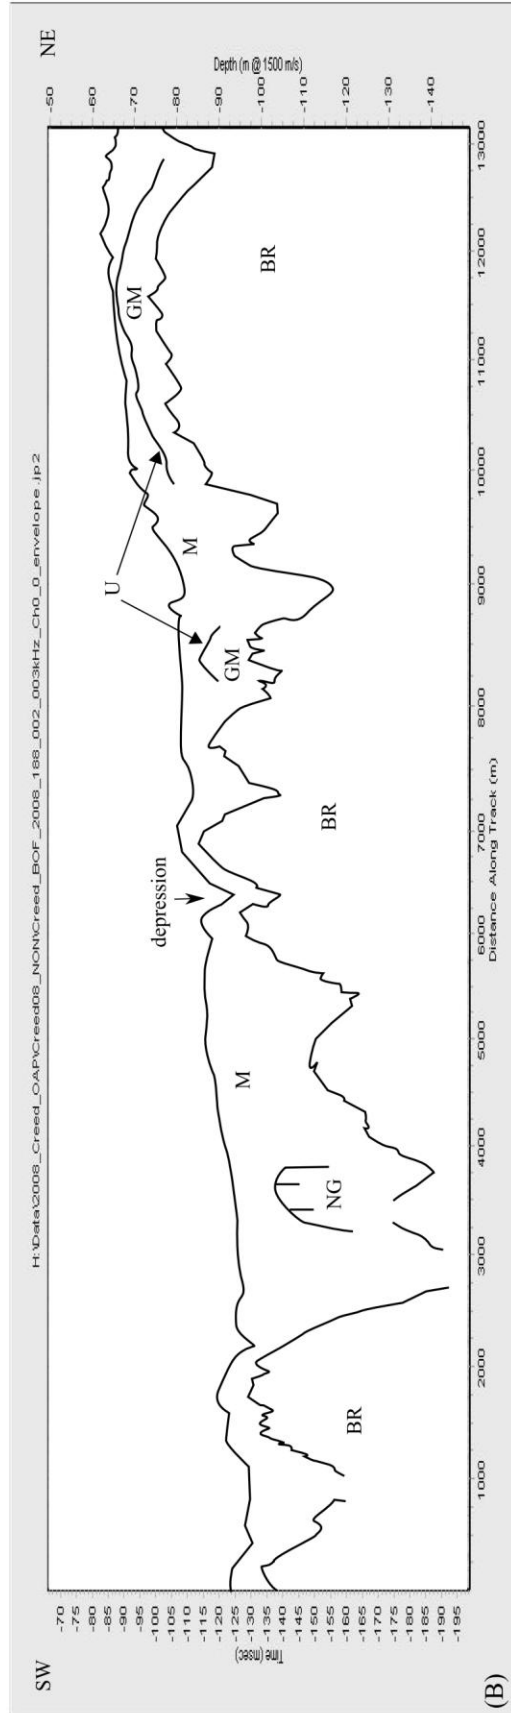 H:\Data\2008_Creed_OAP\Creed08_NON\Creed_BOF_2008_188_002_003kHz_Ch0_0_envelope.jp2
SW
NE
Time (msec)
-70
-80
-85
-90
-95
-100
-105
-110
-115
-120
-125
-130
-135
-140
-145
-150
-155
-160
-165
-170
-175
-180
-185
-190
-195
Depth (m @ 1500 m/s)
-50
-60
-70
-80
-90
-100
-110
-120
-130
-140
U
depression
GM
M
GM
M
NG
BR
BR
BR
1000
2000
3000
4000
5000
6000
7000
8000
9000
10000
11000
12000
13000
Distance Along Track (m)
(B)